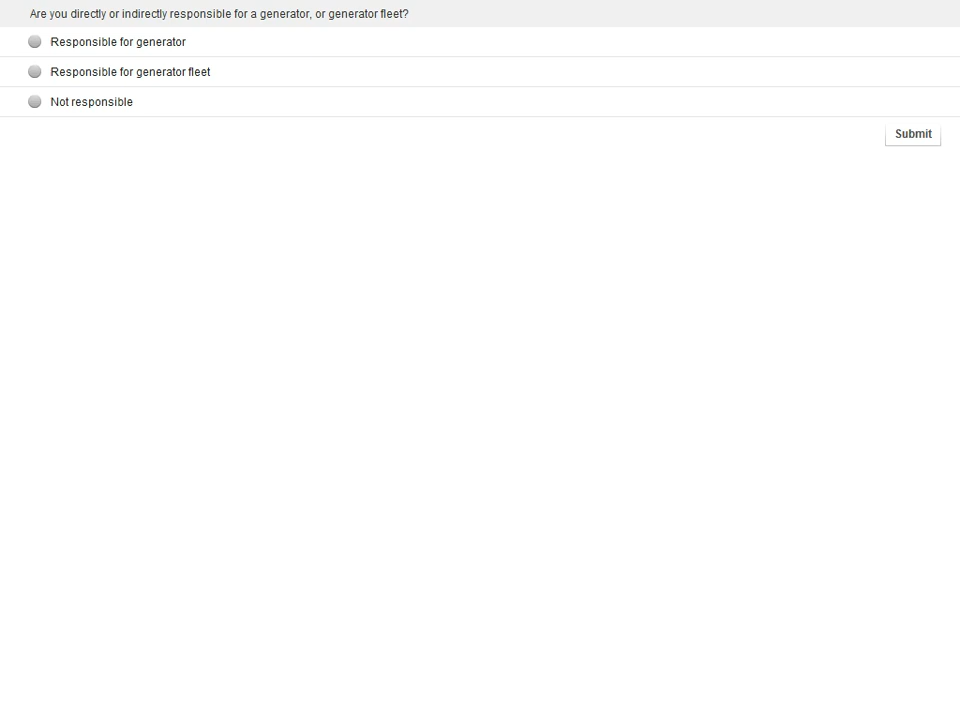 Are you directly or indirectly responsible for a generator, or generator fleet?
Responsible for generator
Responsible for generator fleet
Not responsible
Submit